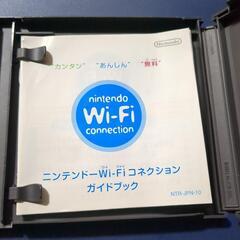 Nintendo
"カンタン" "あんしん" "無料"
nintendo
Wi-Fi
connection
ニンテンドーWi-Fiコネクション
ガイドブック
NTR-JPN-10